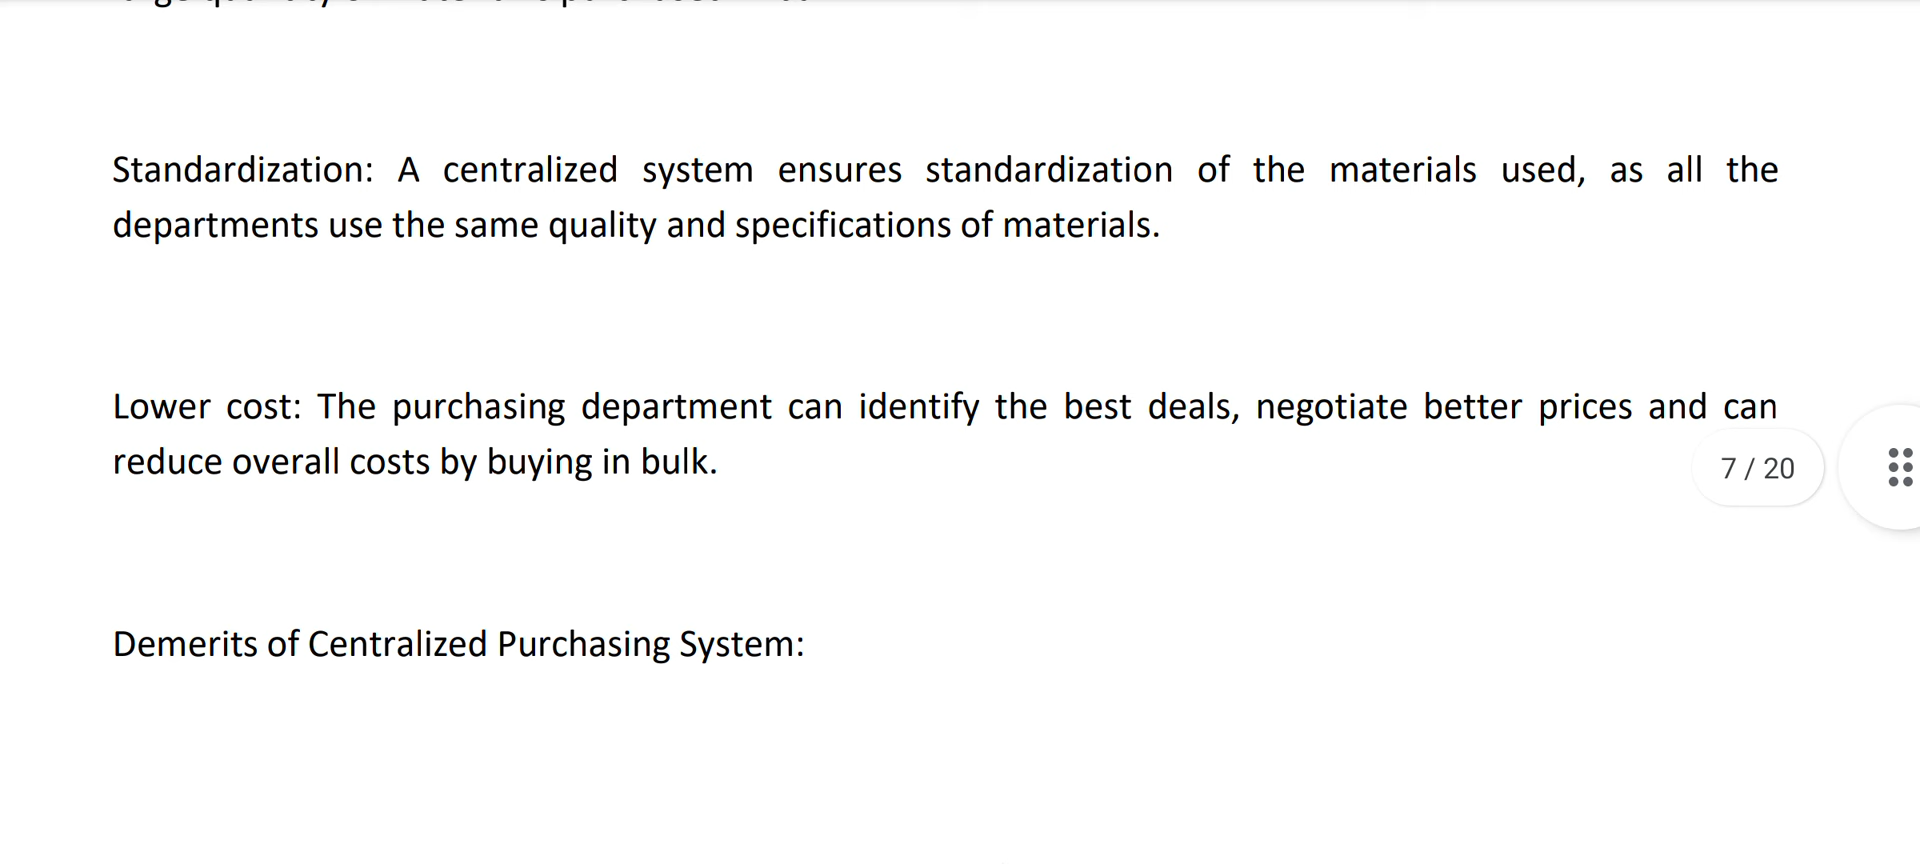 Standardization: A centralized system ensures standardization of the materials used, as all the
departments use the same quality and specifications of materials.
Lower cost: The purchasing department can identify the best deals, negotiate better prices and can
reduce overall costs by buying in bulk.
7 / 20
Demerits of Centralized Purchasing System: